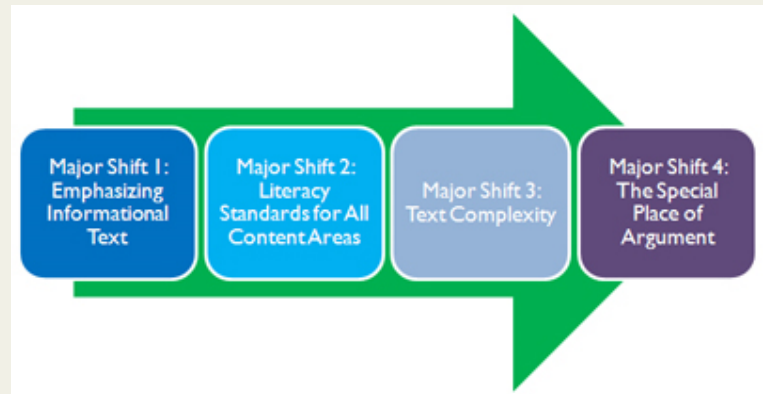 Major Shift 1:
Emphasizing
Informational
Text
Major Shift 2:
Literacy
Standards for All
Content Areas
Major Shift 3:
Text Complexity
Major Shift 4:
The Special
Place of
Argument